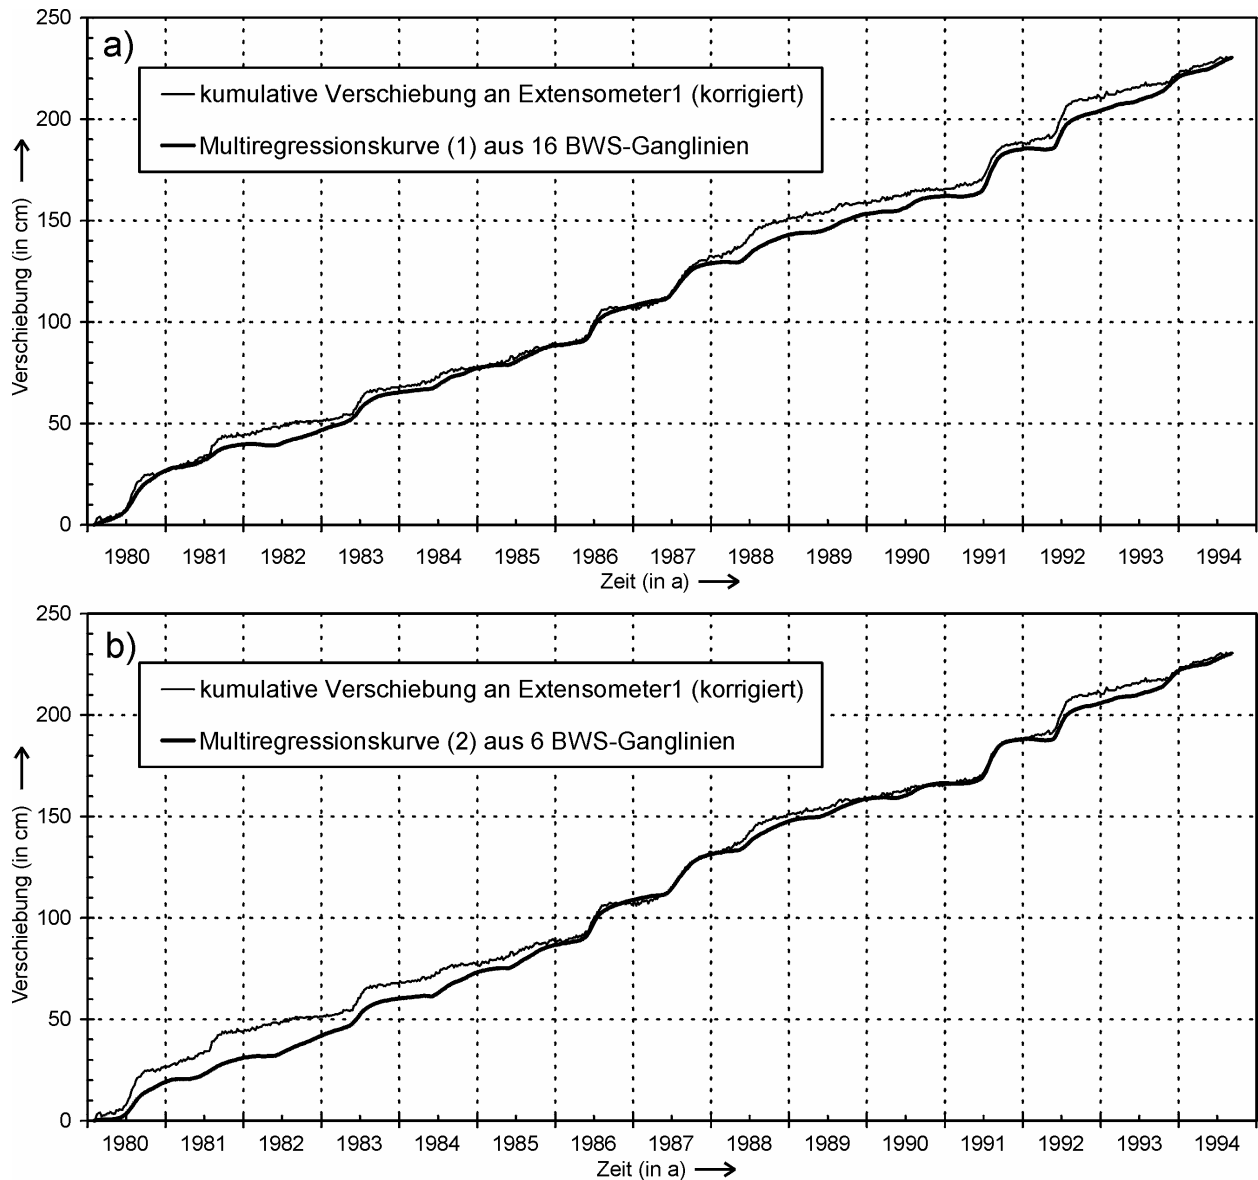 a)
kumulative Verschiebung an Extensometer1 (korrigiert)
Multiregressionskurve (1) aus 16 BWS-Ganglinien
Verschiebung (in cm)
250
200
150
100
50
0
1980 1981 1982 1983 1984 1985 1986 1987 1988 1989 1990 1991 1992 1993 1994
Zeit (in a)
b)
kumulative Verschiebung an Extensometer1 (korrigiert)
Multiregressionskurve (2) aus 6 BWS-Ganglinien
Verschiebung (in cm)
250
200
150
100
50
0
1980 1981 1982 1983 1984 1985 1986 1987 1988 1989 1990 1991 1992 1993 1994
Zeit (in a)